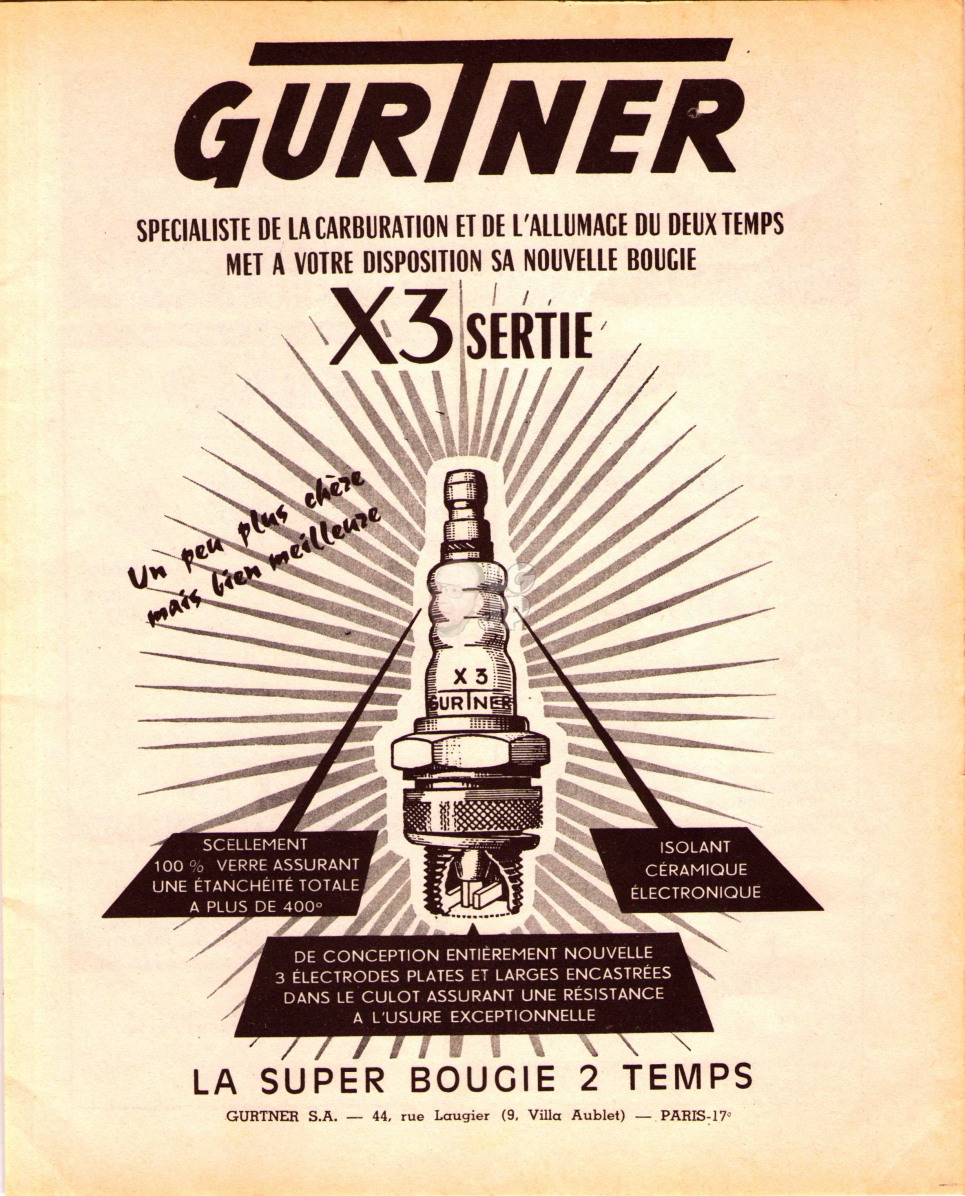 GURTNER
SPECIALISTE DE LA CARBURATION ET DE L'ALLUMAGE DU DEUX TEMPS
MET A VOTRE DISPOSITION SA NOUVELLE BOUGIE
X3 SERTIE
Un peu plus chère
mais bien meilleure
X 3
GURTNER
SCELLEMENT
100 % VERRE ASSURANT
UNE ÉTANCHÉITÉ TOTALE
A PLUS DE 400°
ISOLANT
CÉRAMIQUE
ÉLECTRONIQUE
DE CONCEPTION ENTIÈREMENT NOUVELLE
3 ÉLECTRODES PLATES ET LARGES ENCASTRÉES
DANS LE CULOT ASSURANT UNE RÉSISTANCE
A L'USURE EXCEPTIONNELLE
LA SUPER BOUGIE 2 TEMPS
GURTNER S.A. — 44, rue Laugier (9, Villa Aublet) — PARIS-17°